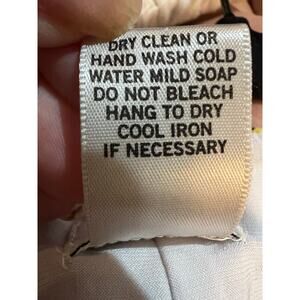 DRY CLEAN OR
HAND WASH COLD
WATER MILD SOAP
DO NOT BLEACH
HANG TO DRY
COOL IRON
IF NECESSARY